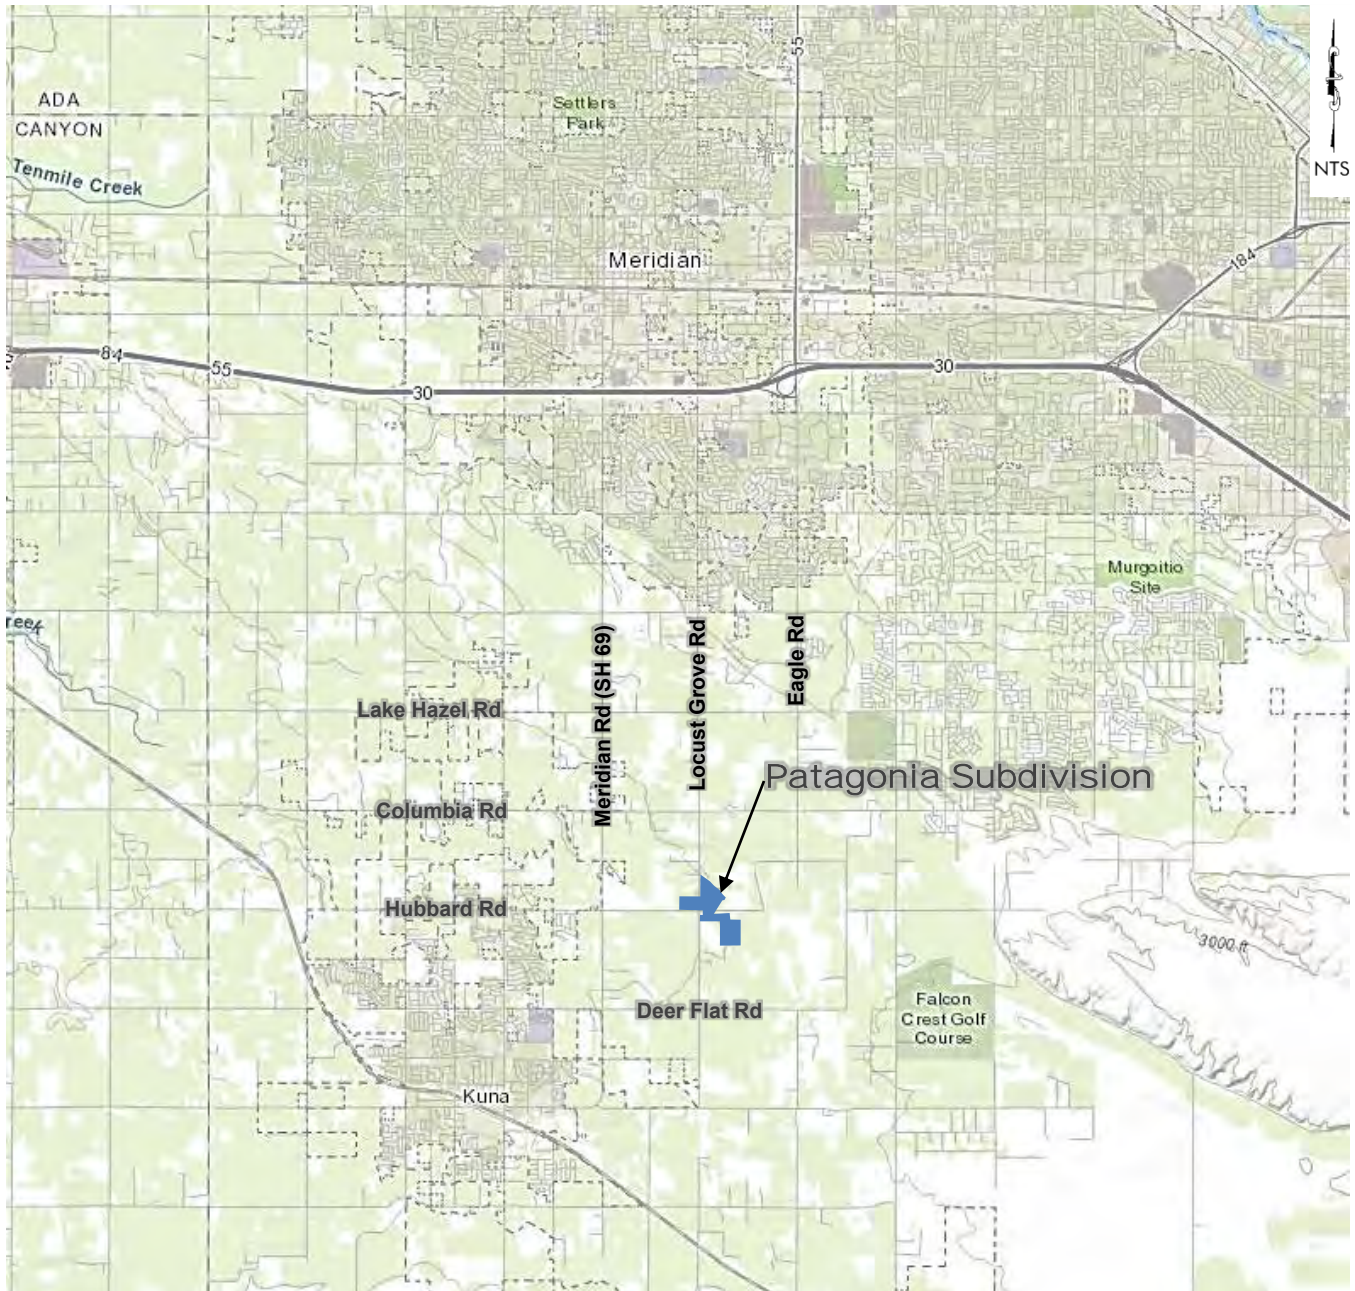 55
ADA
CANYON
Settlers
Park
Tenmile Creek
NTS
Meridian
184
84
55
30
30
Murgoitio
Site
reek
Meridian Rd (SH 69)
Locust Grove Rd
Eagle Rd
Lake Hazel Rd
Patagonia Subdivision
Columbia Rd
Hubbard Rd
3000 ft
Deer Flat Rd
Falcon
Crest Golf
Course
Kuna